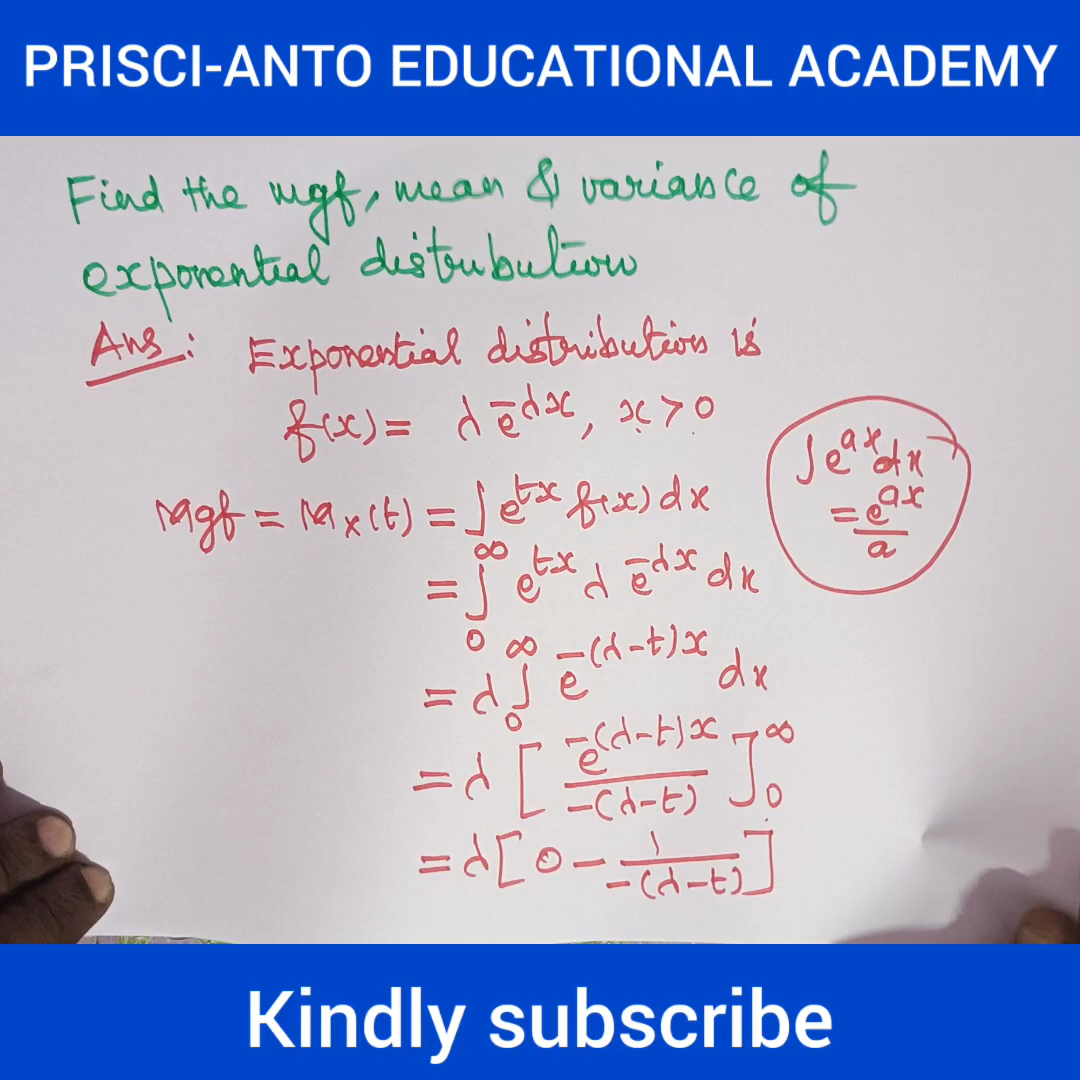 PRISCI-ANTO EDUCATIONAL ACADEMY
Find the mgf, mean & variance of
exponential distribution
Ans: Exponential distribution is
f(x) = λ e^{-λx}, x > 0
∫ e^{ax} dx
= e^{ax}/a
Mgf = M_x(t) = ∫ e^{tx} f(x) dx
= ∫_0^∞ e^{tx} λ e^{-λx} dx
= λ ∫_0^∞ e^{-(λ-t)x} dx
= λ [ e^{-(λ-t)x} / -(λ-t) ]_0^∞
= λ [ 0 - 1 / -(λ-t) ]
Kindly subscribe